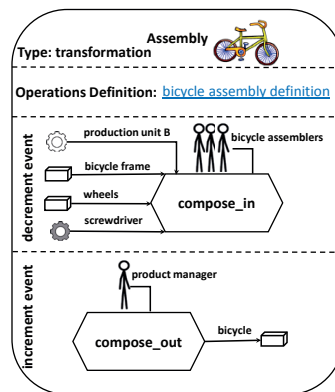 Assembly
Type: transformation
Operations Definition: bicycle assembly definition
decrement event
production unit B
bicycle assemblers
bicycle frame
wheels
compose_in
screwdriver
increment event
product manager
compose_out
bicycle